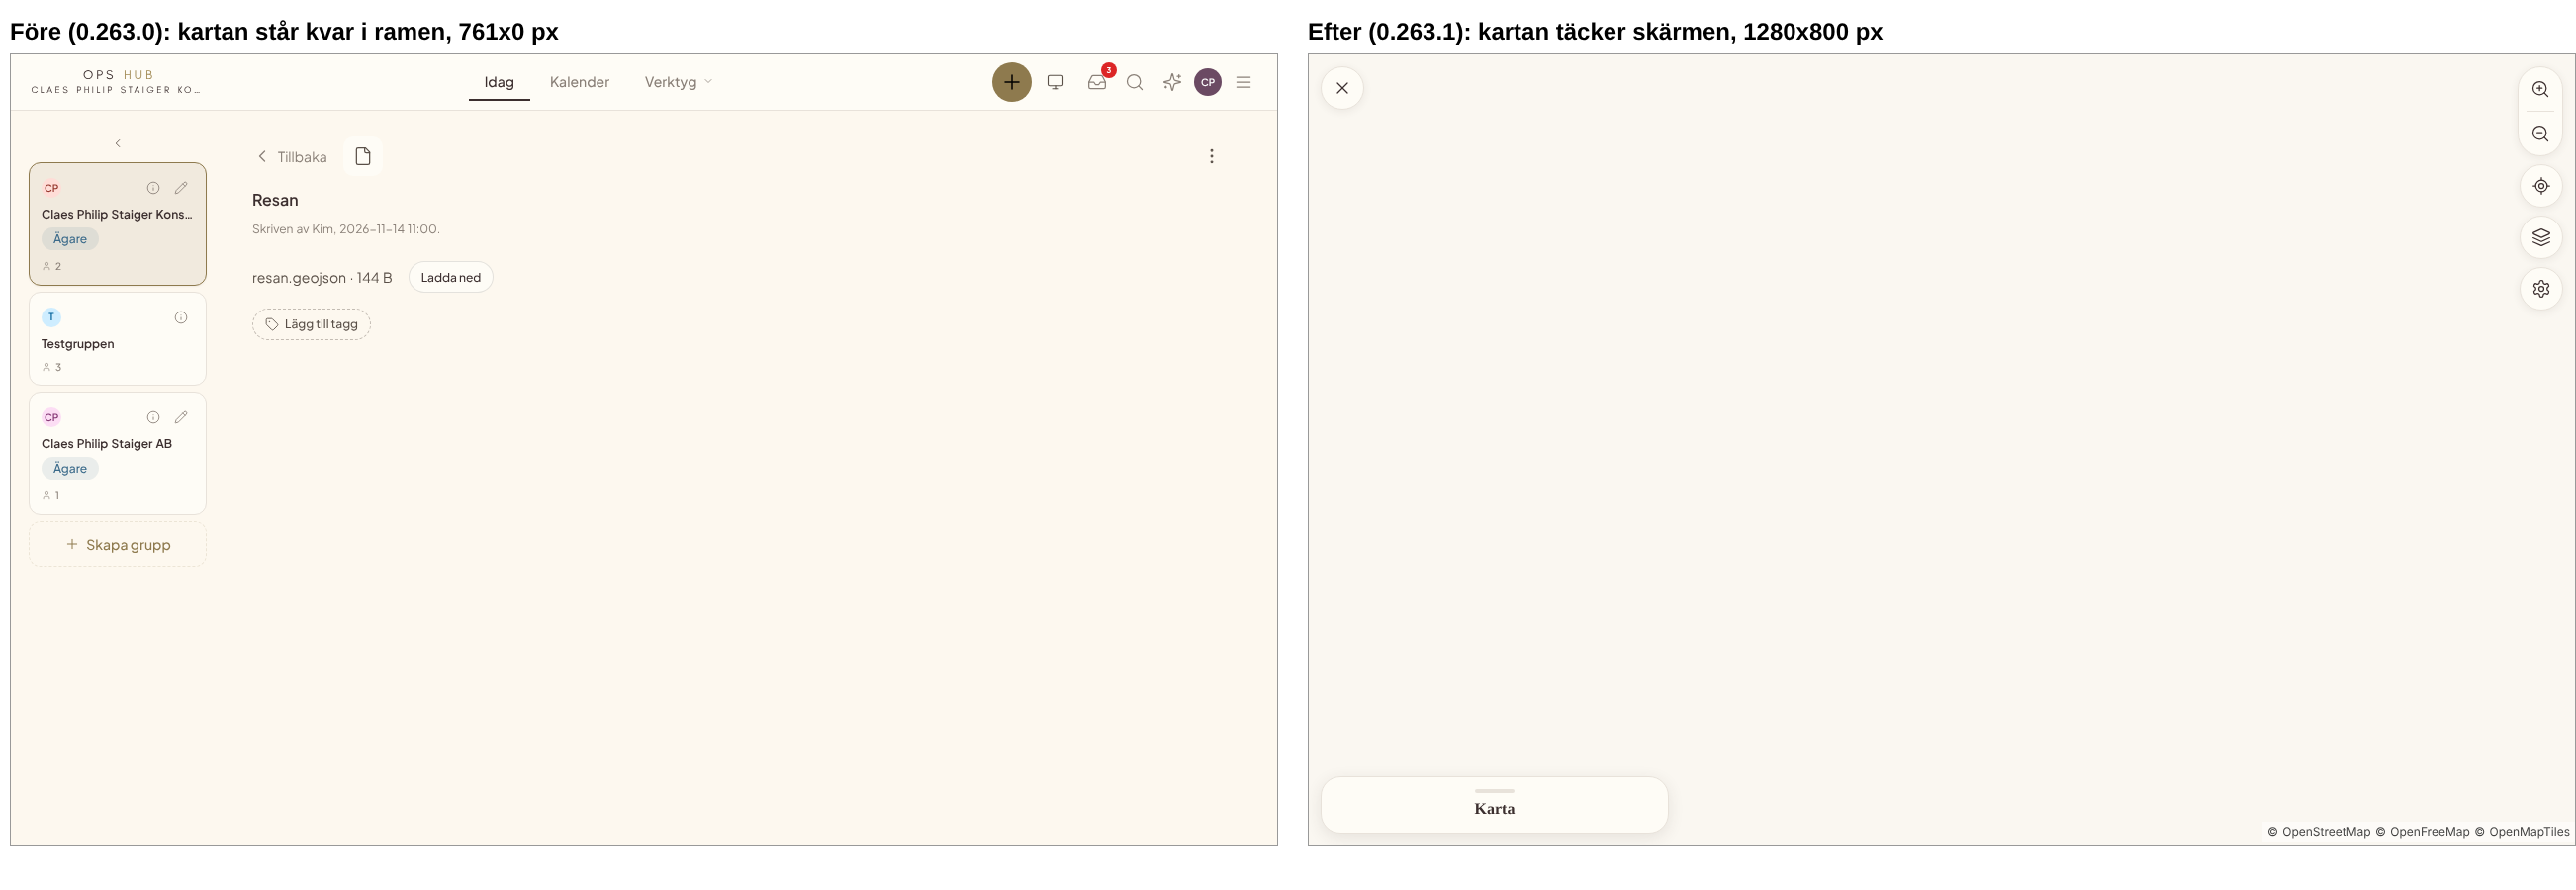 Före (0.263.0): kartan står kvar i ramen, 761x0 px
OPS HUB
CLAES PHILIP STAIGER KO…
Idag
Kalender
Verktyg
3
CP
CP
Claes Philip Staiger Kons…
Ägare
2
T
Testgruppen
3
CP
Claes Philip Staiger AB
Ägare
1
Skapa grupp
Tillbaka
Resan
Skriven av Kim, 2026-11-14 11:00.
resan.geojson · 144 B
Ladda ned
Lägg till tagg
Efter (0.263.1): kartan täcker skärmen, 1280x800 px
Karta
© OpenStreetMap © OpenFreeMap © OpenMapTiles